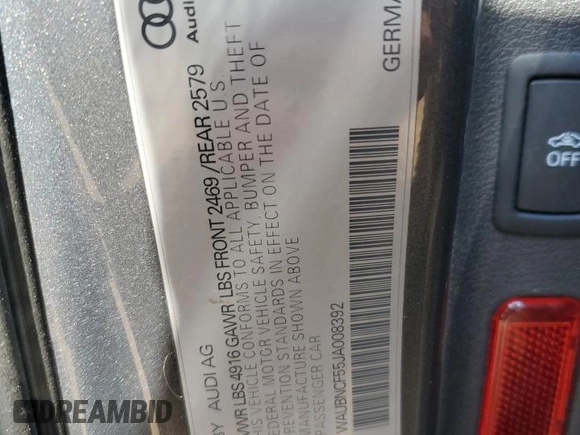 Audi
GERMA
BY AUDI AG
GVWR LBS 4916 GAWR LBS FRONT 2469/REAR 2579
THIS VEHICLE CONFORMS TO ALL APPLICABLE U.S.
FEDERAL MOTOR VEHICLE SAFETY, BUMPER AND THEFT
PREVENTION STANDARDS IN EFFECT ON THE DATE OF
MANUFACTURE SHOWN ABOVE
PASSENGER CAR
WAUBNCF55JA008392
OFF
IDRIVE.BID